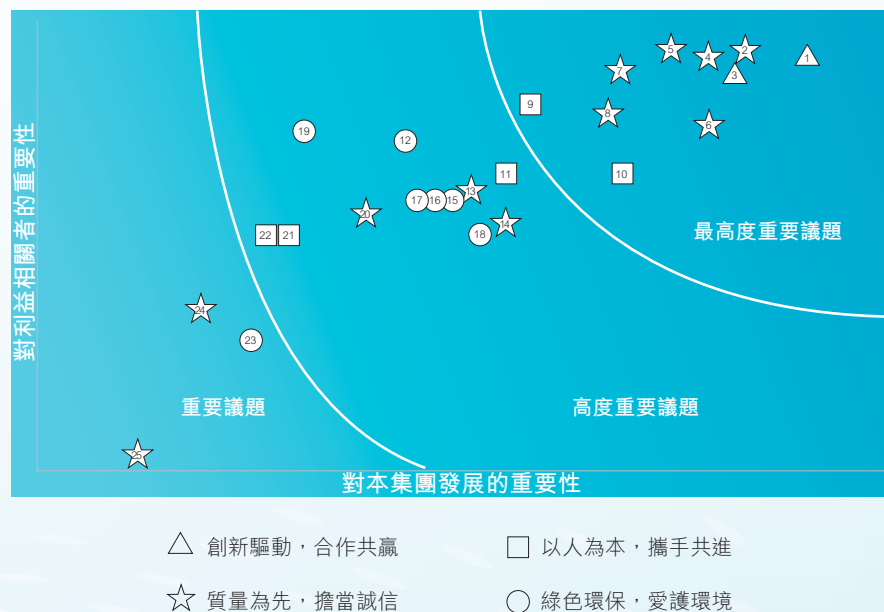 5
4
2
1
7
3
9
8
6
19
12
11
10
13
17
16
15
20
14
22
21
18
最高度重要議題
24
23
對利益相關者的重要性
重要議題
高度重要議題
25
對本集團發展的重要性
創新驅動，合作共贏
以人為本，攜手共進
質量為先，擔當誠信
綠色環保，愛護環境